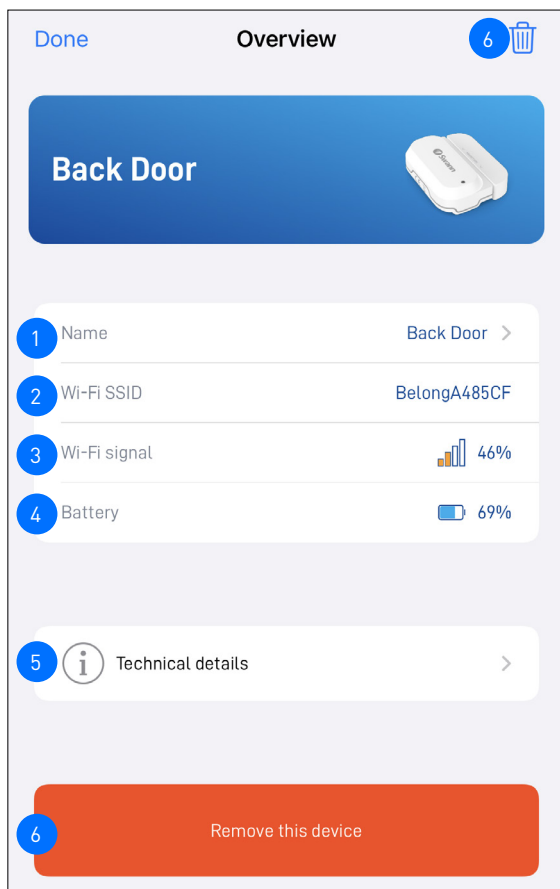 Done Overview 6
Back Door
Swann
1 Name Back Door
2 Wi-Fi SSID BelongA485CF
3 Wi-Fi signal 46%
4 Battery 69%
5 i Technical details
6 Remove this device